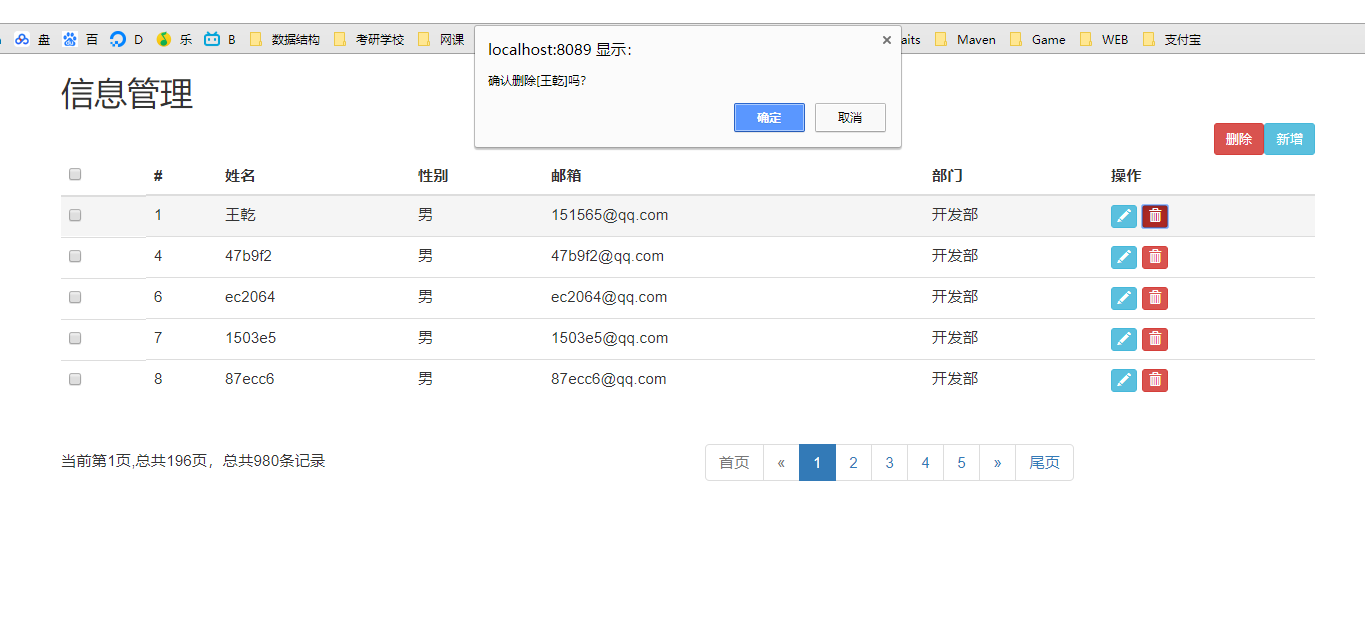 盘 百 D 乐 B 数据结构 考研学校 网课 aits Maven Game WEB 支付宝
localhost:8089 显示:
确认删除[王乾]吗?
确定 取消
信息管理
删除 新增
# 姓名 性别 邮箱 部门 操作
1 王乾 男 151565@qq.com 开发部
4 47b9f2 男 47b9f2@qq.com 开发部
6 ec2064 男 ec2064@qq.com 开发部
7 1503e5 男 1503e5@qq.com 开发部
8 87ecc6 男 87ecc6@qq.com 开发部
当前第1页,总共196页，总共980条记录
首页 « 1 2 3 4 5 » 尾页